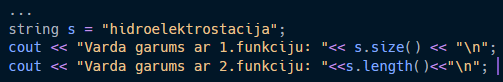 ...
string s = "hidroelektrostacija";
cout << "Varda garums ar 1.funkciju: "<< s.size() << "\n";
cout << "Varda garums ar 2.funkciju: "<<s.length()<<"\n";